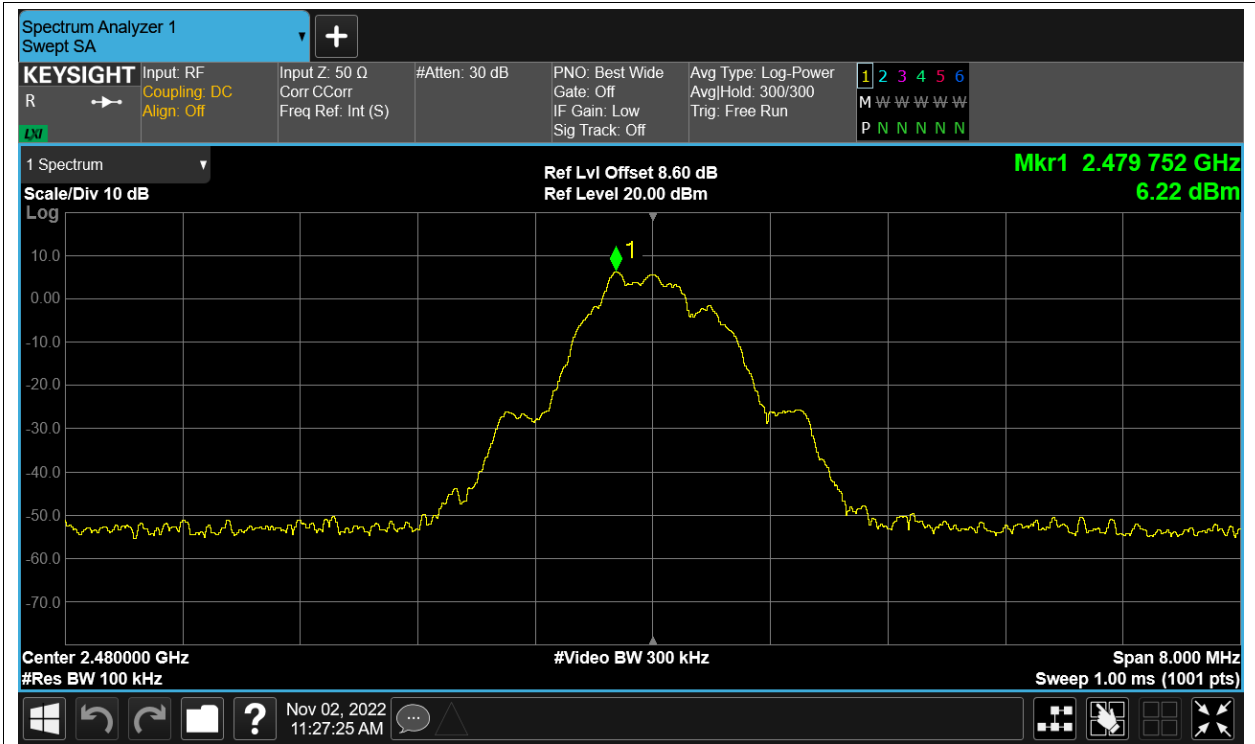 Spectrum Analyzer 1
Swept SA
KEYSIGHT
R
LXI
Input: RF
Coupling: DC
Align: Off
Input Z: 50 Ω
Corr CCorr
Freq Ref: Int (S)
#Atten: 30 dB
PNO: Best Wide
Gate: Off
IF Gain: Low
Sig Track: Off
Avg Type: Log-Power
Avg|Hold: 300/300
Trig: Free Run
1 2 3 4 5 6
M W W W W W
P N N N N N
1 Spectrum
Scale/Div 10 dB
Log
Ref Lvl Offset 8.60 dB
Ref Level 20.00 dBm
Mkr1 2.479 752 GHz
6.22 dBm
1
10.0
0.00
-10.0
-20.0
-30.0
-40.0
-50.0
-60.0
-70.0
Center 2.480000 GHz
#Res BW 100 kHz
#Video BW 300 kHz
Span 8.000 MHz
Sweep 1.00 ms (1001 pts)
?
Nov 02, 2022
11:27:25 AM